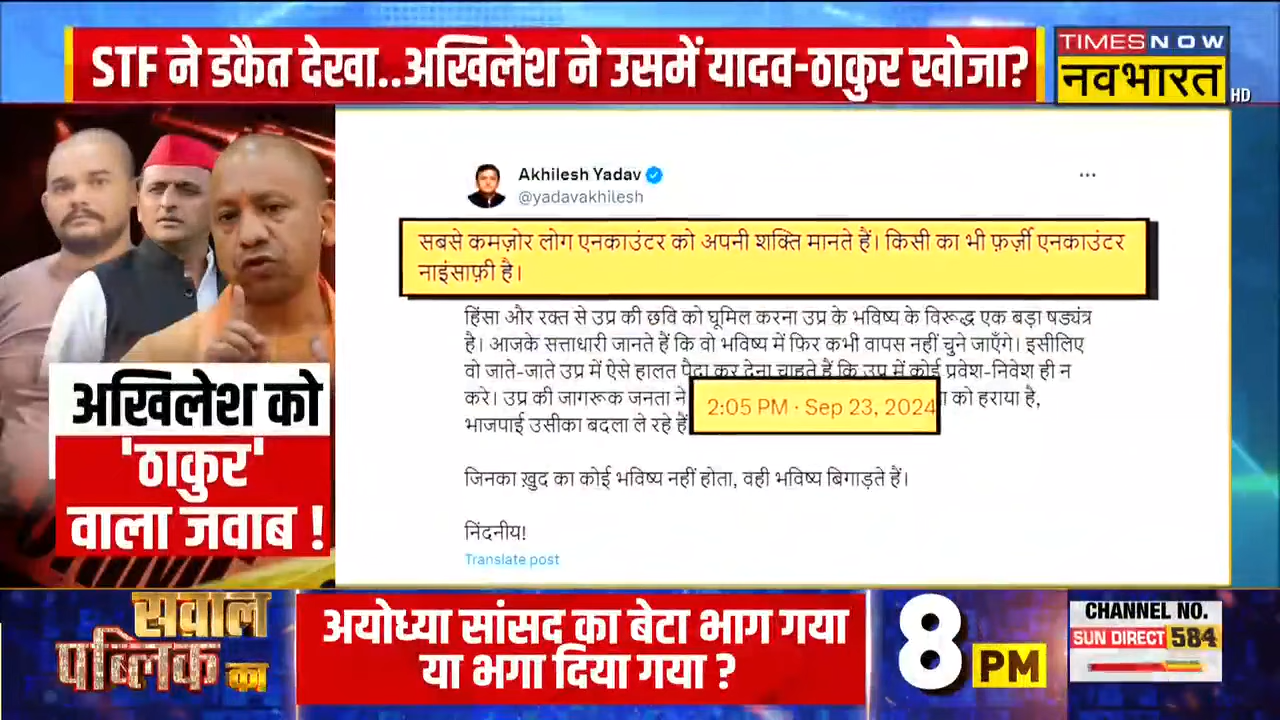 STF ने डकैत देखा..अखिलेश ने उसमें यादव-ठाकुर खोजा?
TIMES NOW
नवभारत
HD
Akhilesh Yadav
@yadavakhilesh
सबसे कमज़ोर लोग एनकाउंटर को अपनी शक्ति मानते हैं। किसी का भी फ़र्ज़ी एनकाउंटर
नाइंसाफ़ी है।
हिंसा और रक्त से उप्र की छवि को घूमिल करना उप्र के भविष्य के विरूद्ध एक बड़ा षड्यंत्र
है। आजके सत्ताधारी जानते हैं कि वो भविष्य में फिर कभी वापस नहीं चुने जाएँगे। इसीलिए
वो जाते-जाते उप्र में ऐसे हालत पैदा कर देना चाहते हैं कि उप्र में कोई प्रवेश-निवेश ही न
करे। उप्र की जागरूक जनता ने को हराया है,
2:05 PM · Sep 23, 2024
भाजपाई उसीका बदला ले रहे हैं
जिनका ख़ुद का कोई भविष्य नहीं होता, वही भविष्य बिगाड़ते हैं।
निंदनीय!
Translate post
अखिलेश को
'ठाकुर'
वाला जवाब !
सवाल
पब्लिक का
अयोध्या सांसद का बेटा भाग गया
या भगा दिया गया ?
8 PM
CHANNEL NO.
SUN DIRECT 584